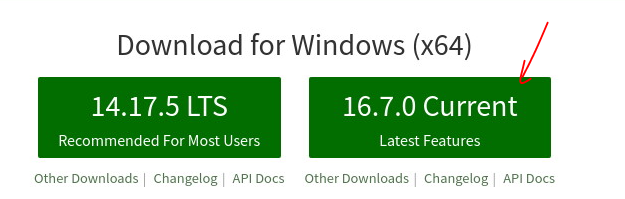 Download for Windows (x64)
14.17.5 LTS
Recommended For Most Users
16.7.0 Current
Latest Features
Other Downloads | Changelog | API Docs
Other Downloads | Changelog | API Docs